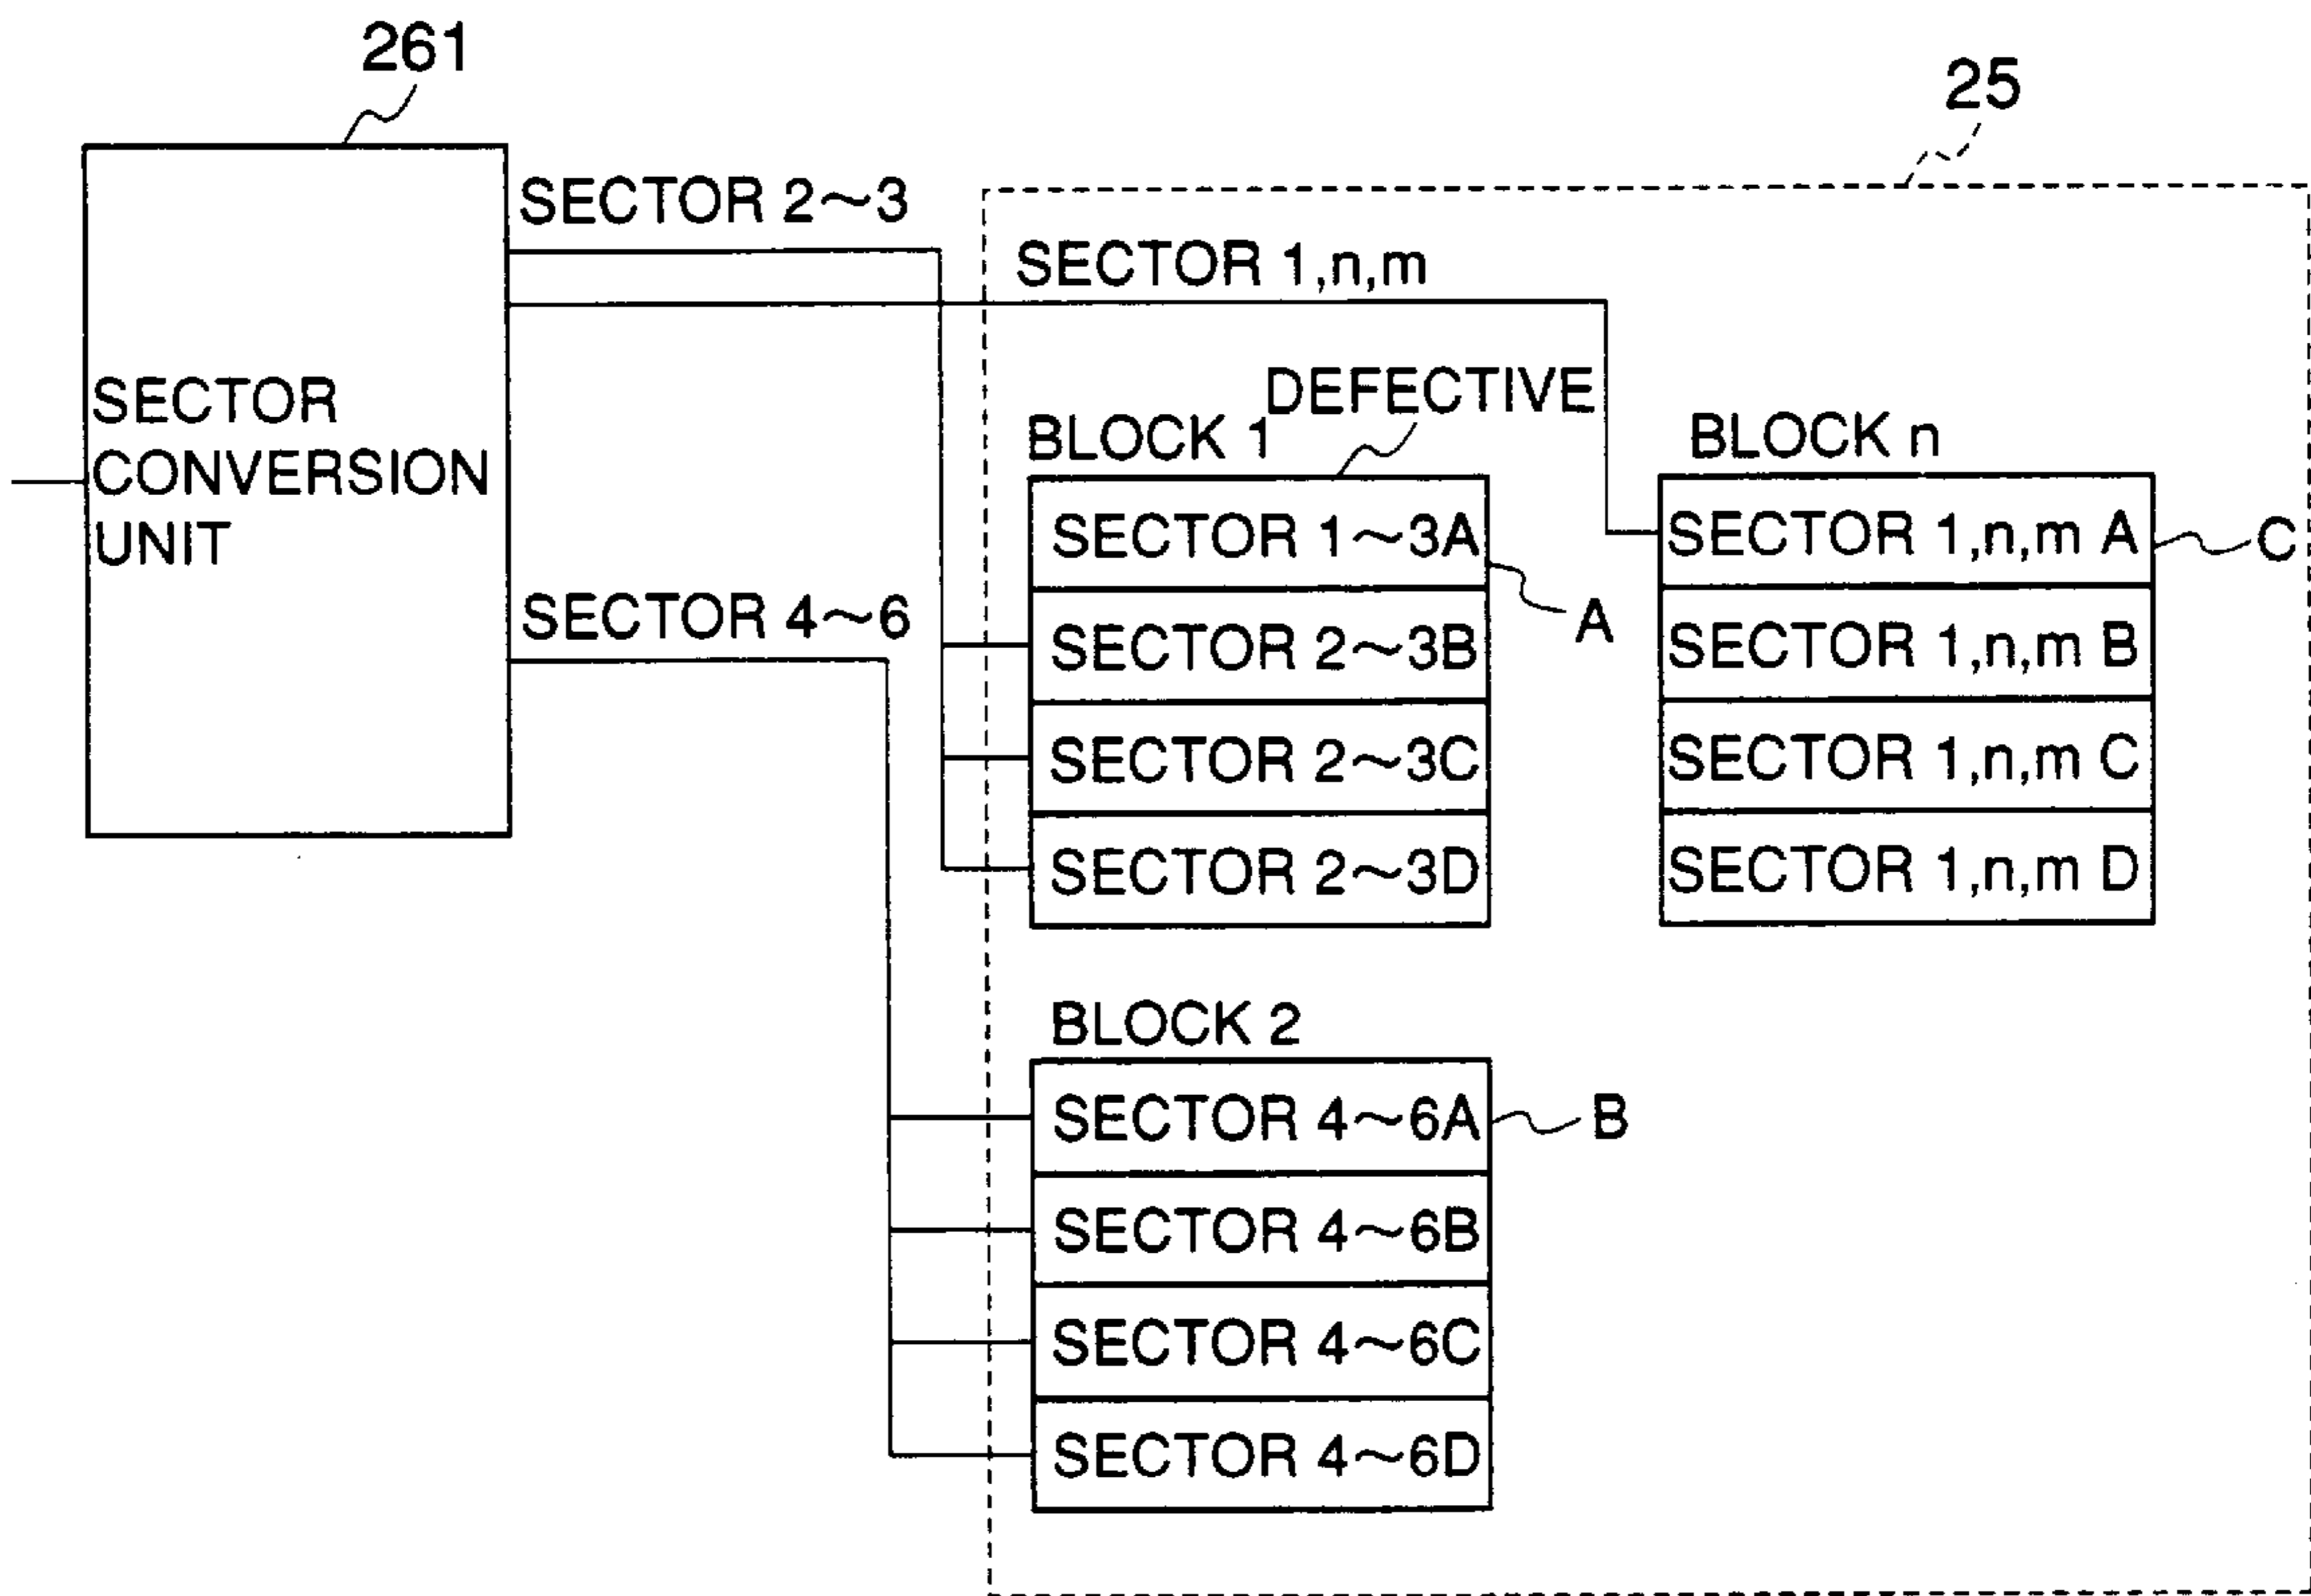 261
25
SECTOR 2~3
SECTOR 1,n,m
SECTOR
CONVERSION
UNIT
SECTOR 4~6
DEFECTIVE
BLOCK 1
SECTOR 1~3A
SECTOR 2~3B
SECTOR 2~3C
SECTOR 2~3D
A
BLOCK n
SECTOR 1,n,m A
SECTOR 1,n,m B
SECTOR 1,n,m C
SECTOR 1,n,m D
C
BLOCK 2
SECTOR 4~6A
SECTOR 4~6B
SECTOR 4~6C
SECTOR 4~6D
B